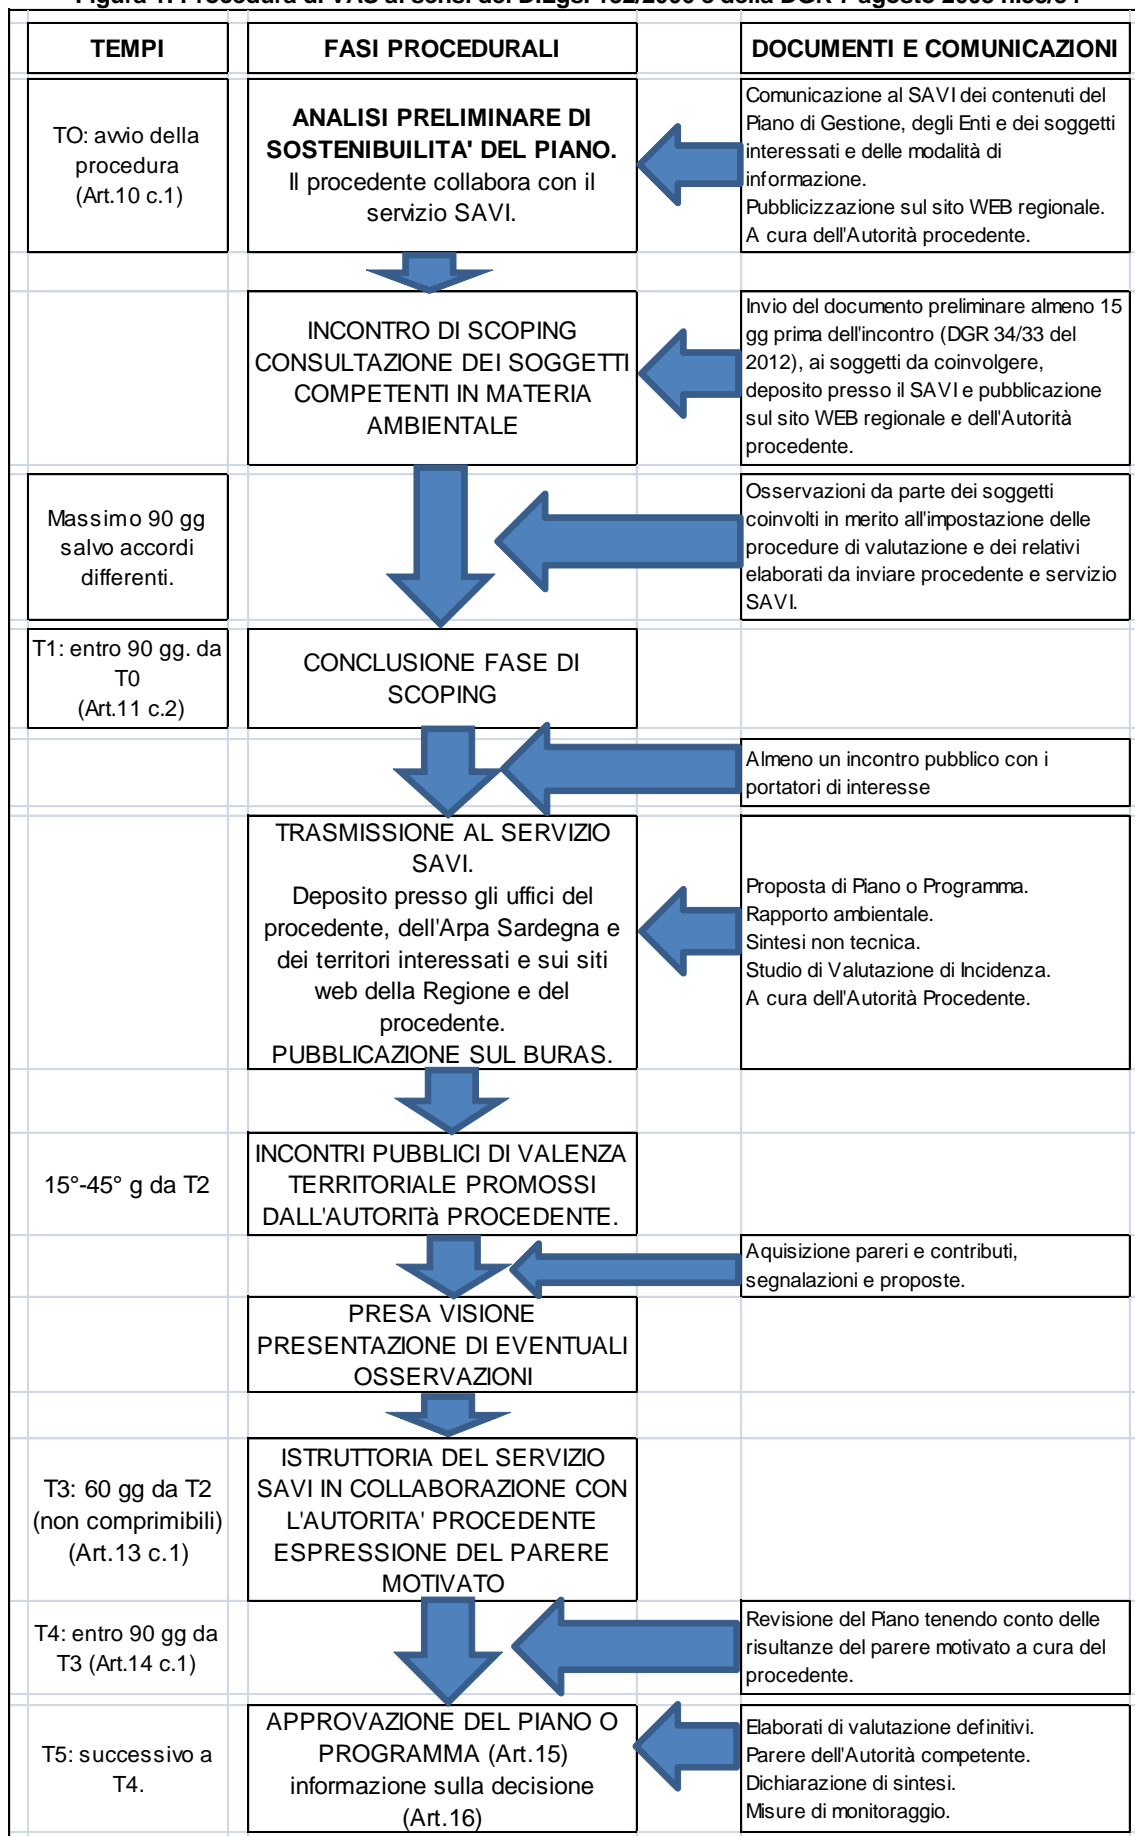 TEMPI
FASI PROCEDURALI
DOCUMENTI E COMUNICAZIONI
TO: avvio della
procedura
(Art.10 c.1)
ANALISI PRELIMINARE DI
SOSTENIBUILITA' DEL PIANO.
Il procedente collabora con il
servizio SAVI.
Comunicazione al SAVI dei contenuti del
Piano di Gestione, degli Enti e dei soggetti
interessati e delle modalità di
informazione.
Pubblicizzazione sul sito WEB regionale.
A cura dell'Autorità procedente.
INCONTRO DI SCOPING
CONSULTAZIONE DEI SOGGETTI
COMPETENTI IN MATERIA
AMBIENTALE
Invio del documento preliminare almeno 15
gg prima dell'incontro (DGR 34/33 del
2012), ai soggetti da coinvolgere,
deposito presso il SAVI e pubblicazione
sul sito WEB regionale e dell'Autorità
procedente.
Massimo 90 gg
salvo accordi
differenti.
Osservazioni da parte dei soggetti
coinvolti in merito all'impostazione delle
procedure di valutazione e dei relativi
elaborati da inviare procedente e servizio
SAVI.
T1: entro 90 gg. da
T0
(Art.11 c.2)
CONCLUSIONE FASE DI
SCOPING
Almeno un incontro pubblico con i
portatori di interesse
TRASMISSIONE AL SERVIZIO
SAVI.
Deposito presso gli uffici del
procedente, dell'Arpa Sardegna e
dei territori interessati e sui siti
web della Regione e del
procedente.
PUBBLICAZIONE SUL BURAS.
Proposta di Piano o Programma.
Rapporto ambientale.
Sintesi non tecnica.
Studio di Valutazione di Incidenza.
A cura dell'Autorità Procedente.
15°-45° g da T2
INCONTRI PUBBLICI DI VALENZA
TERRITORIALE PROMOSSI
DALL'AUTORITà PROCEDENTE.
Aquisizione pareri e contributi,
segnalazioni e proposte.
PRESA VISIONE
PRESENTAZIONE DI EVENTUALI
OSSERVAZIONI
T3: 60 gg da T2
(non comprimibili)
(Art.13 c.1)
ISTRUTTORIA DEL SERVIZIO
SAVI IN COLLABORAZIONE CON
L'AUTORITA' PROCEDENTE
ESPRESSIONE DEL PARERE
MOTIVATO
T4: entro 90 gg da
T3 (Art.14 c.1)
Revisione del Piano tenendo conto delle
risultanze del parere motivato a cura del
procedente.
T5: successivo a
T4.
APPROVAZIONE DEL PIANO O
PROGRAMMA (Art.15)
informazione sulla decisione
(Art.16)
Elaborati di valutazione definitivi.
Parere dell'Autorità competente.
Dichiarazione di sintesi.
Misure di monitoraggio.